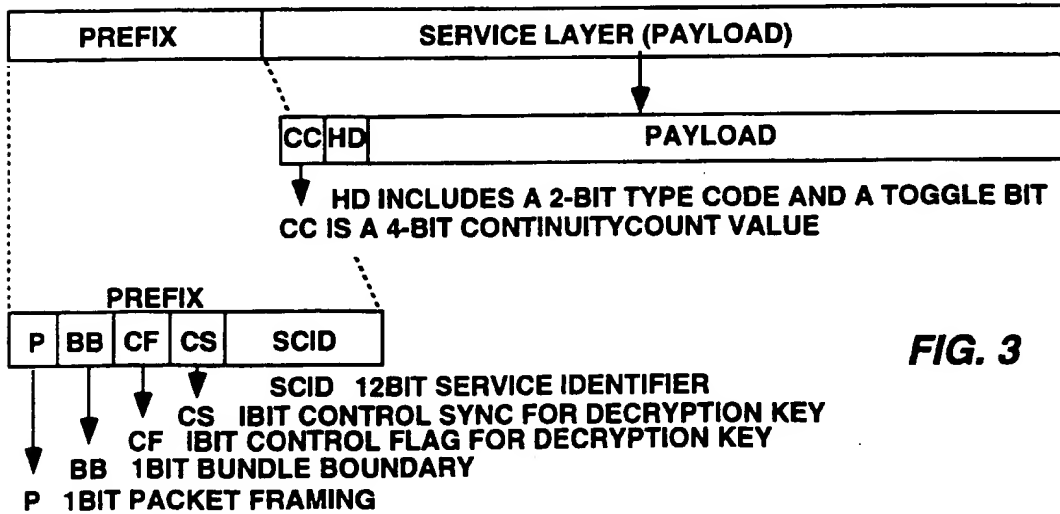 PREFIX SERVICE LAYER (PAYLOAD)
CC HD PAYLOAD
HD INCLUDES A 2-BIT TYPE CODE AND A TOGGLE BIT
CC IS A 4-BIT CONTINUITYCOUNT VALUE
PREFIX
P BB CF CS SCID
FIG. 3
SCID 12BIT SERVICE IDENTIFIER
CS IBIT CONTROL SYNC FOR DECRYPTION KEY
CF IBIT CONTROL FLAG FOR DECRYPTION KEY
BB 1BIT BUNDLE BOUNDARY
P 1BIT PACKET FRAMING